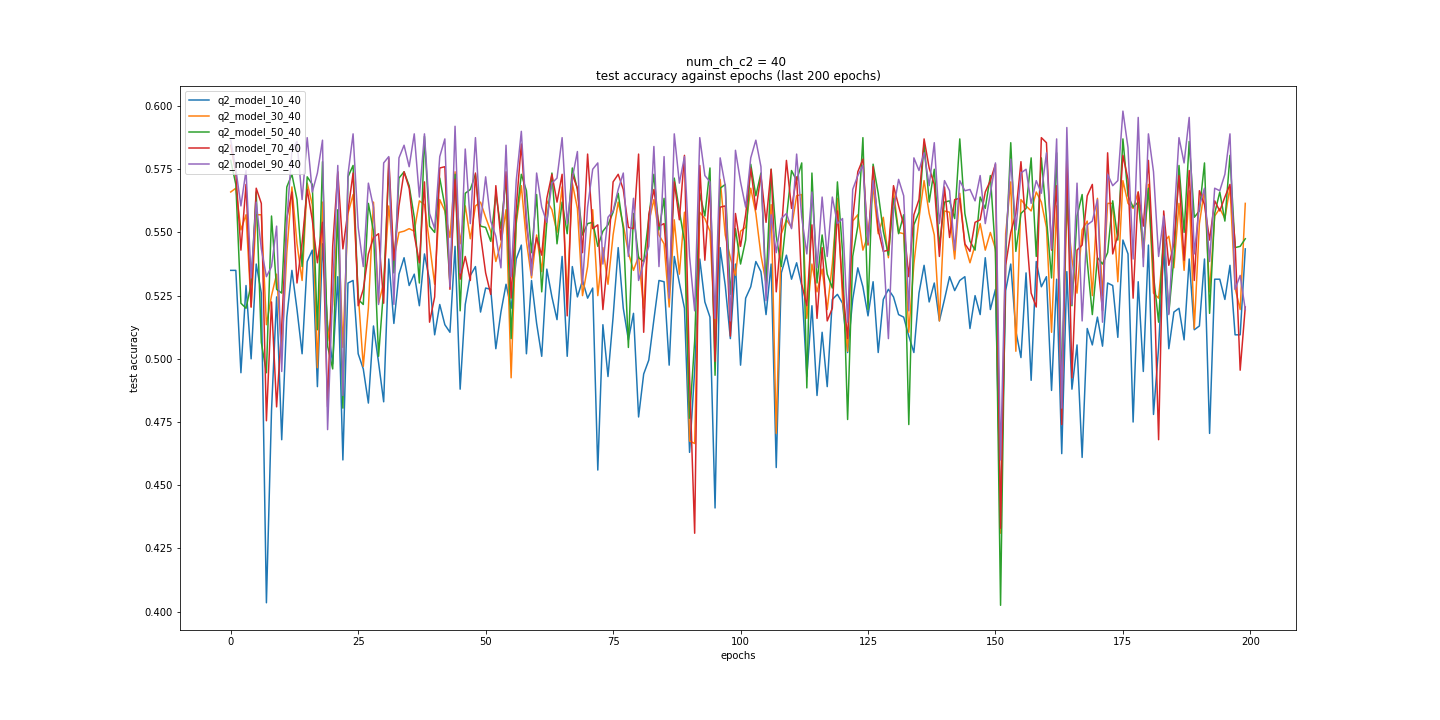 num_ch_c2 = 40
test accuracy against epochs (last 200 epochs)
q2_model_10_40
q2_model_30_40
q2_model_50_40
q2_model_70_40
q2_model_90_40
test accuracy
0.600
0.575
0.550
0.525
0.500
0.475
0.450
0.425
0.400
0 25 50 75 100 125 150 175 200
epochs